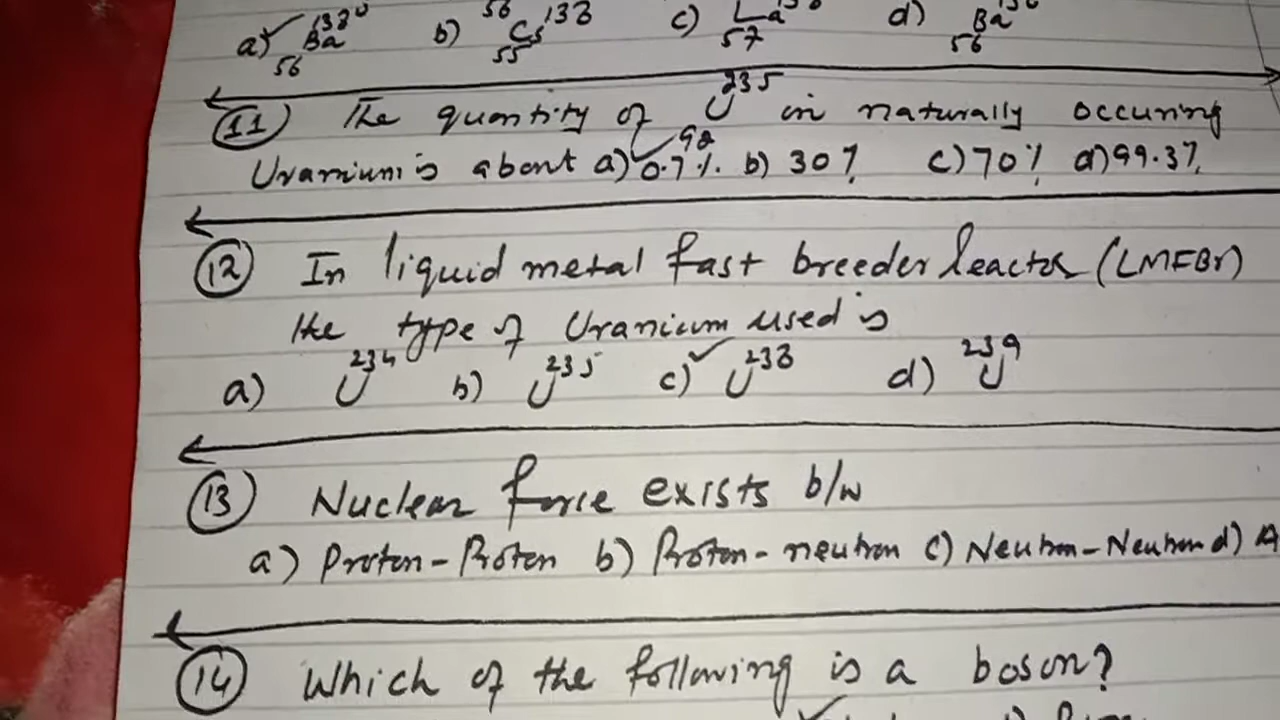 a) ✓ 56 Ba 138 b) 55 Cs 133 c) 57 La d) 56 Ba
(11) The quantity of U 235 in naturally occuring
Uranium is about a) ✓ 0.7%. b) 30% c) 70% d) 99.3%
(12) In liquid metal fast breeder reactor (LMFBr)
the type of Uranium used is
a) U 234 b) U 235 c) ✓ U 238 d) U 239
(13) Nuclear force exists b/w
a) Proton-Proton b) Proton-neutron c) Neutron-Neutron d) A
(14) Which of the following is a boson?